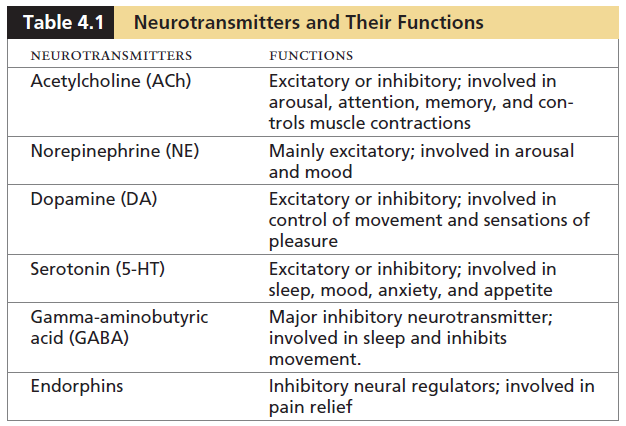 Table 4.1 Neurotransmitters and Their Functions
NEUROTRANSMITTERS FUNCTIONS
Acetylcholine (ACh) Excitatory or inhibitory; involved in
arousal, attention, memory, and con-
trols muscle contractions
Norepinephrine (NE) Mainly excitatory; involved in arousal
and mood
Dopamine (DA) Excitatory or inhibitory; involved in
control of movement and sensations of
pleasure
Serotonin (5-HT) Excitatory or inhibitory; involved in
sleep, mood, anxiety, and appetite
Gamma-aminobutyric Major inhibitory neurotransmitter;
acid (GABA) involved in sleep and inhibits
movement.
Endorphins Inhibitory neural regulators; involved in
pain relief